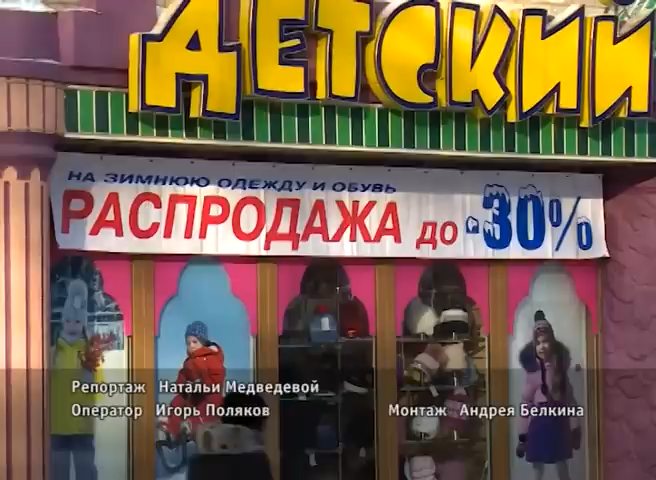 ДЕТСКИЙ
НА ЗИМНЮЮ ОДЕЖДУ И ОБУВЬ
РАСПРОДАЖА ДО -30%
Репортаж Натальи Медведевой
Оператор Игорь Поляков
Монтаж Андрея Белкина